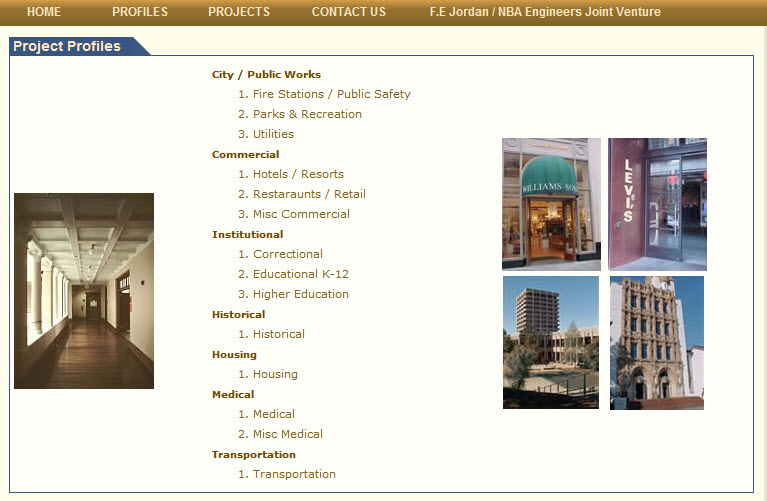 HOME PROFILES PROJECTS CONTACT US F.E Jordan / NBA Engineers Joint Venture
Project Profiles
City / Public Works
1. Fire Stations / Public Safety
2. Parks & Recreation
3. Utilities
Commercial
1. Hotels / Resorts
2. Restaraunts / Retail
3. Misc Commercial
Institutional
1. Correctional
2. Educational K-12
3. Higher Education
Historical
1. Historical
Housing
1. Housing
Medical
1. Medical
2. Misc Medical
Transportation
1. Transportation
WILLIAMS-SO
LEVI'S